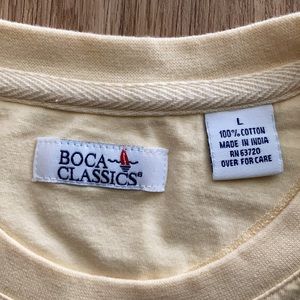 BOCA
CLASSICS®
L
100% COTTON
MADE IN INDIA
RN 63720
OVER FOR CARE